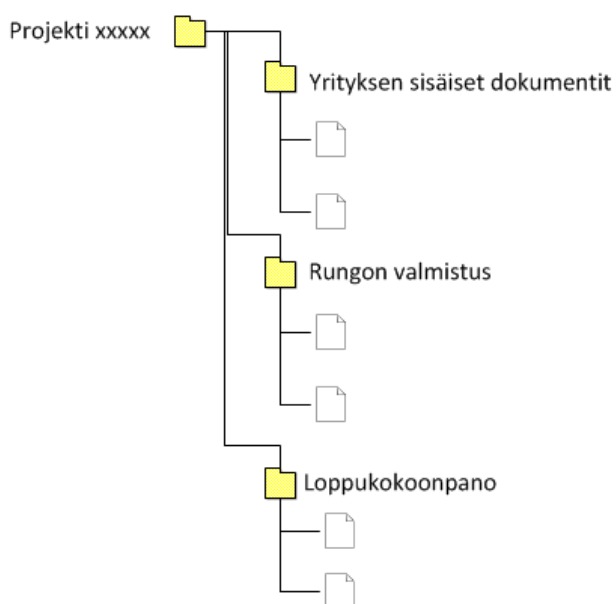 Projekti xxxxx
Yrityksen sisäiset dokumentit
Rungon valmistus
Loppukokoonpano